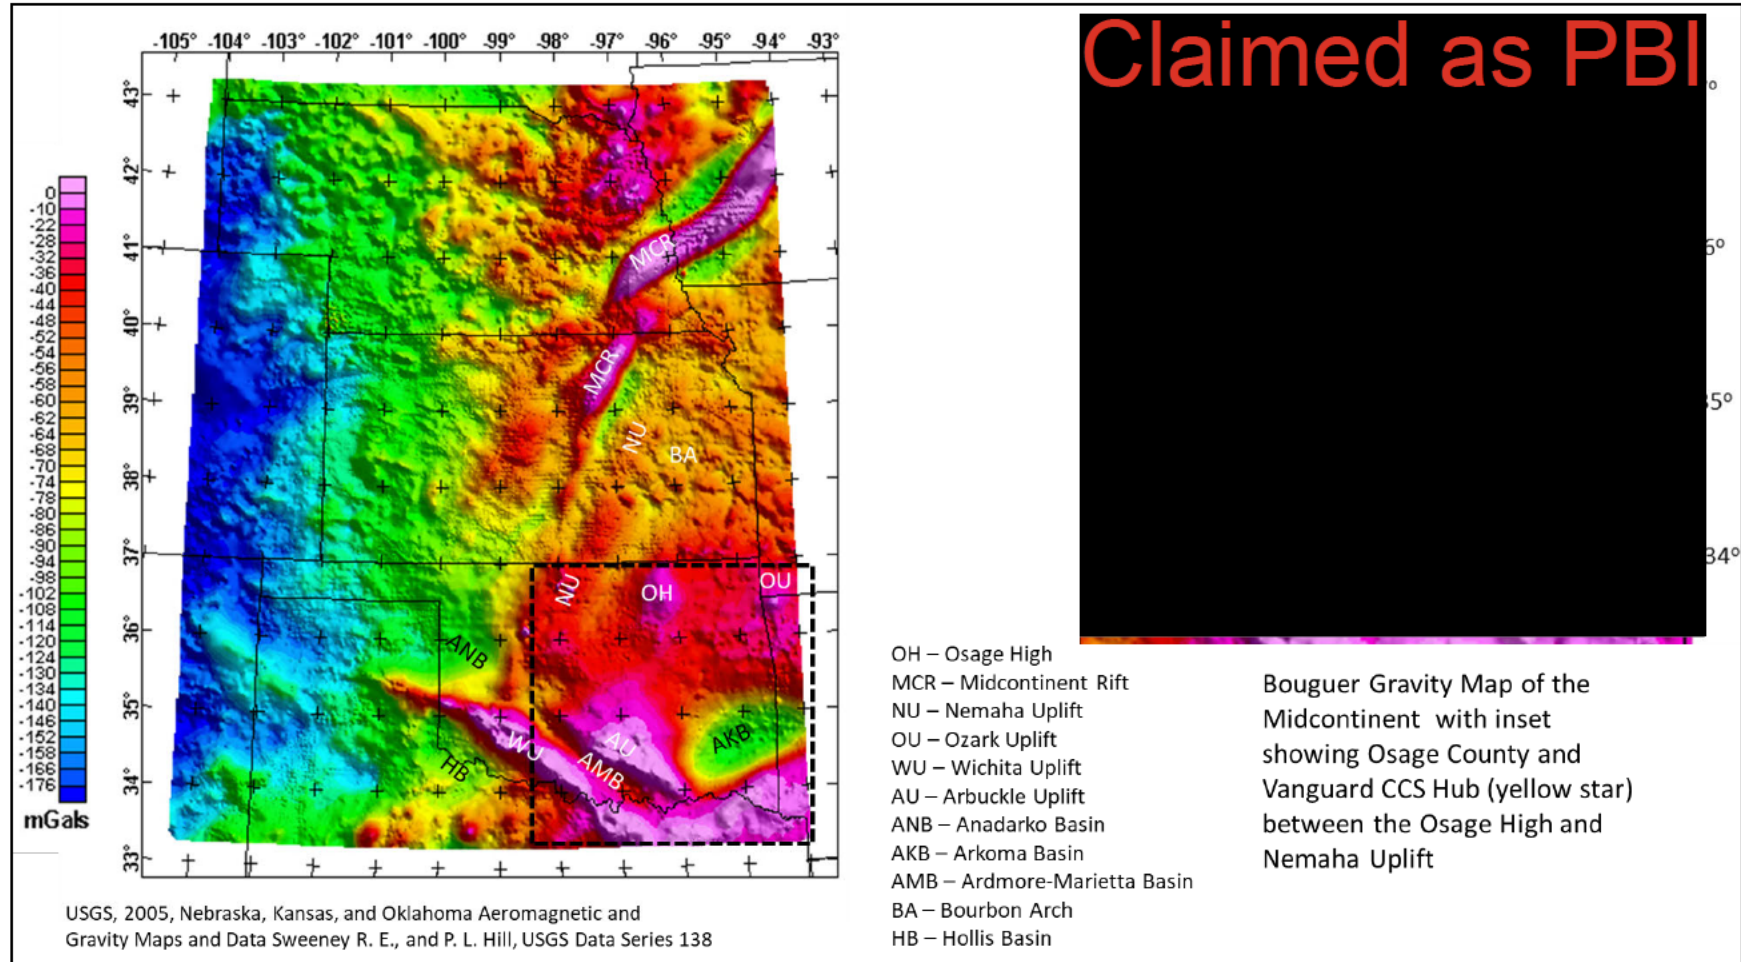 -105° -104° -103° -102° -101° -100° -99° -98° -97° -96° -95° -94° -93°
Claimed as PBI
43°
42°
41°
40°
39°
38°
37°
36°
35°
34°
33°
0
-10
-22
-28
-32
-36
-40
-44
-48
-52
-54
-56
-58
-60
-62
-64
-66
-68
-70
-74
-78
-80
-86
-90
-94
-98
-102
-108
-114
-120
-124
-130
-134
-140
-146
-152
-158
-166
-176
mGals
MCR
MCR
NU
BA
NU
OH
OU
ANB
WU
AU
AMB
AKB
HB
6°
5°
34°
OH – Osage High
MCR – Midcontinent Rift
NU – Nemaha Uplift
OU – Ozark Uplift
WU – Wichita Uplift
AU – Arbuckle Uplift
ANB – Anadarko Basin
AKB – Arkoma Basin
AMB – Ardmore-Marietta Basin
BA – Bourbon Arch
HB – Hollis Basin
Bouguer Gravity Map of the
Midcontinent with inset
showing Osage County and
Vanguard CCS Hub (yellow star)
between the Osage High and
Nemaha Uplift
USGS, 2005, Nebraska, Kansas, and Oklahoma Aeromagnetic and
Gravity Maps and Data Sweeney R. E., and P. L. Hill, USGS Data Series 138